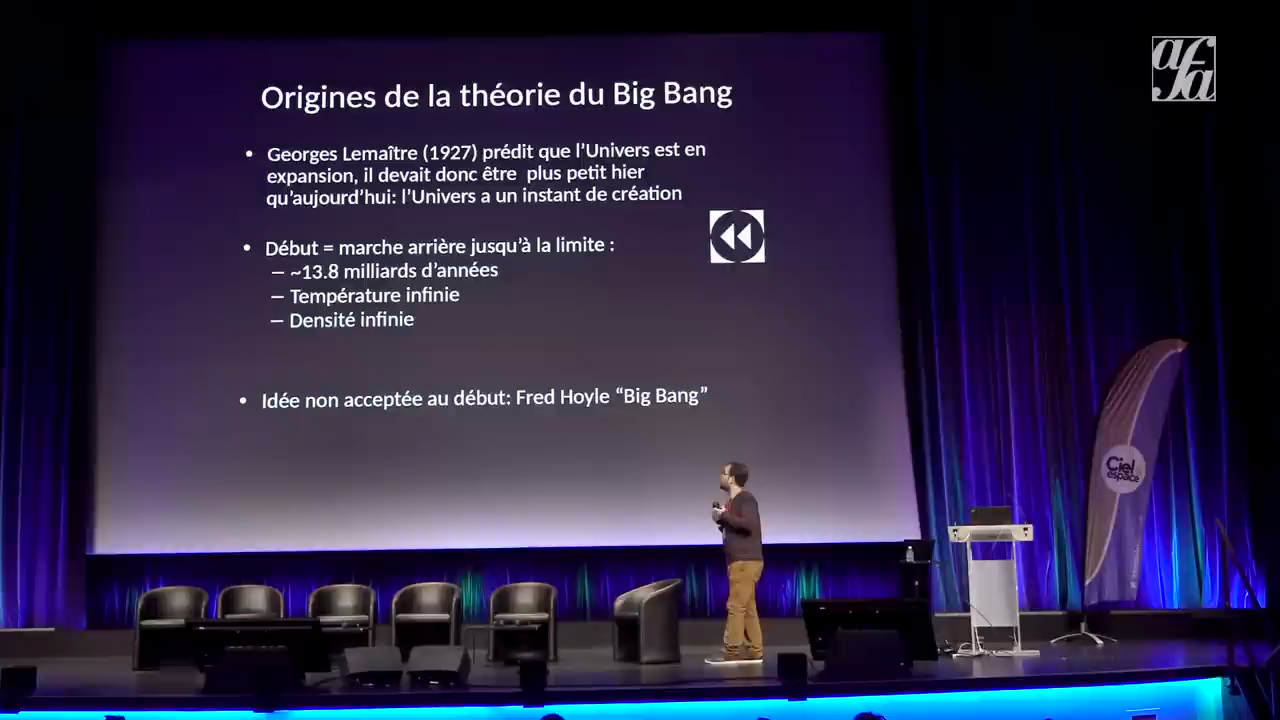 afa
Origines de la théorie du Big Bang
• Georges Lemaître (1927) prédit que l’Univers est en
expansion, il devait donc être  plus petit hier
qu’aujourd’hui: l’Univers a un instant de création
• Début = marche arrière jusqu’à la limite :
– ~13.8 milliards d’années
– Température infinie
– Densité infinie
• Idée non acceptée au début: Fred Hoyle “Big Bang”
Ciel
espace